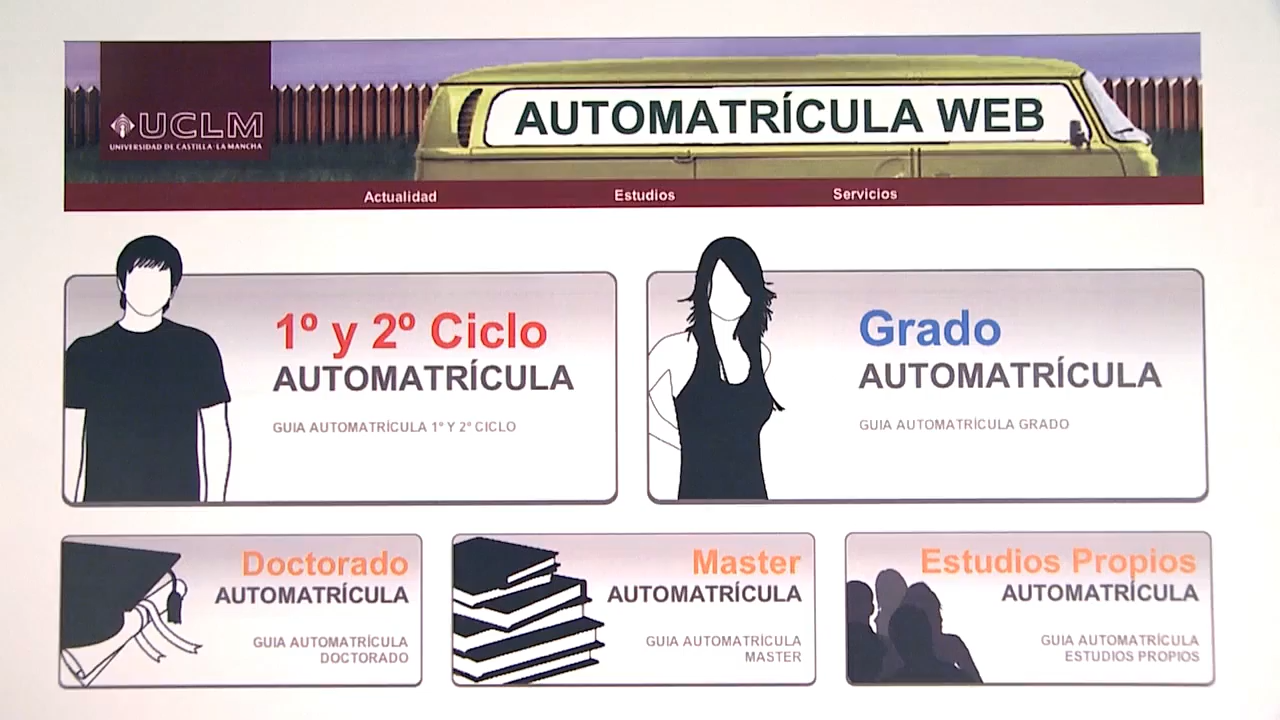 UCLM
UNIVERSIDAD DE CASTILLA-LA MANCHA
AUTOMATRÍCULA WEB
Actualidad Estudios Servicios
1º y 2º Ciclo
AUTOMATRÍCULA
GUIA AUTOMATRÍCULA 1º Y 2º CICLO
Grado
AUTOMATRÍCULA
GUIA AUTOMATRÍCULA GRADO
Doctorado
AUTOMATRÍCULA
GUIA AUTOMATRÍCULA
DOCTORADO
Master
AUTOMATRÍCULA
GUIA AUTOMATRÍCULA
MASTER
Estudios Propios
AUTOMATRÍCULA
GUIA AUTOMATRÍCULA
ESTUDIOS PROPIOS